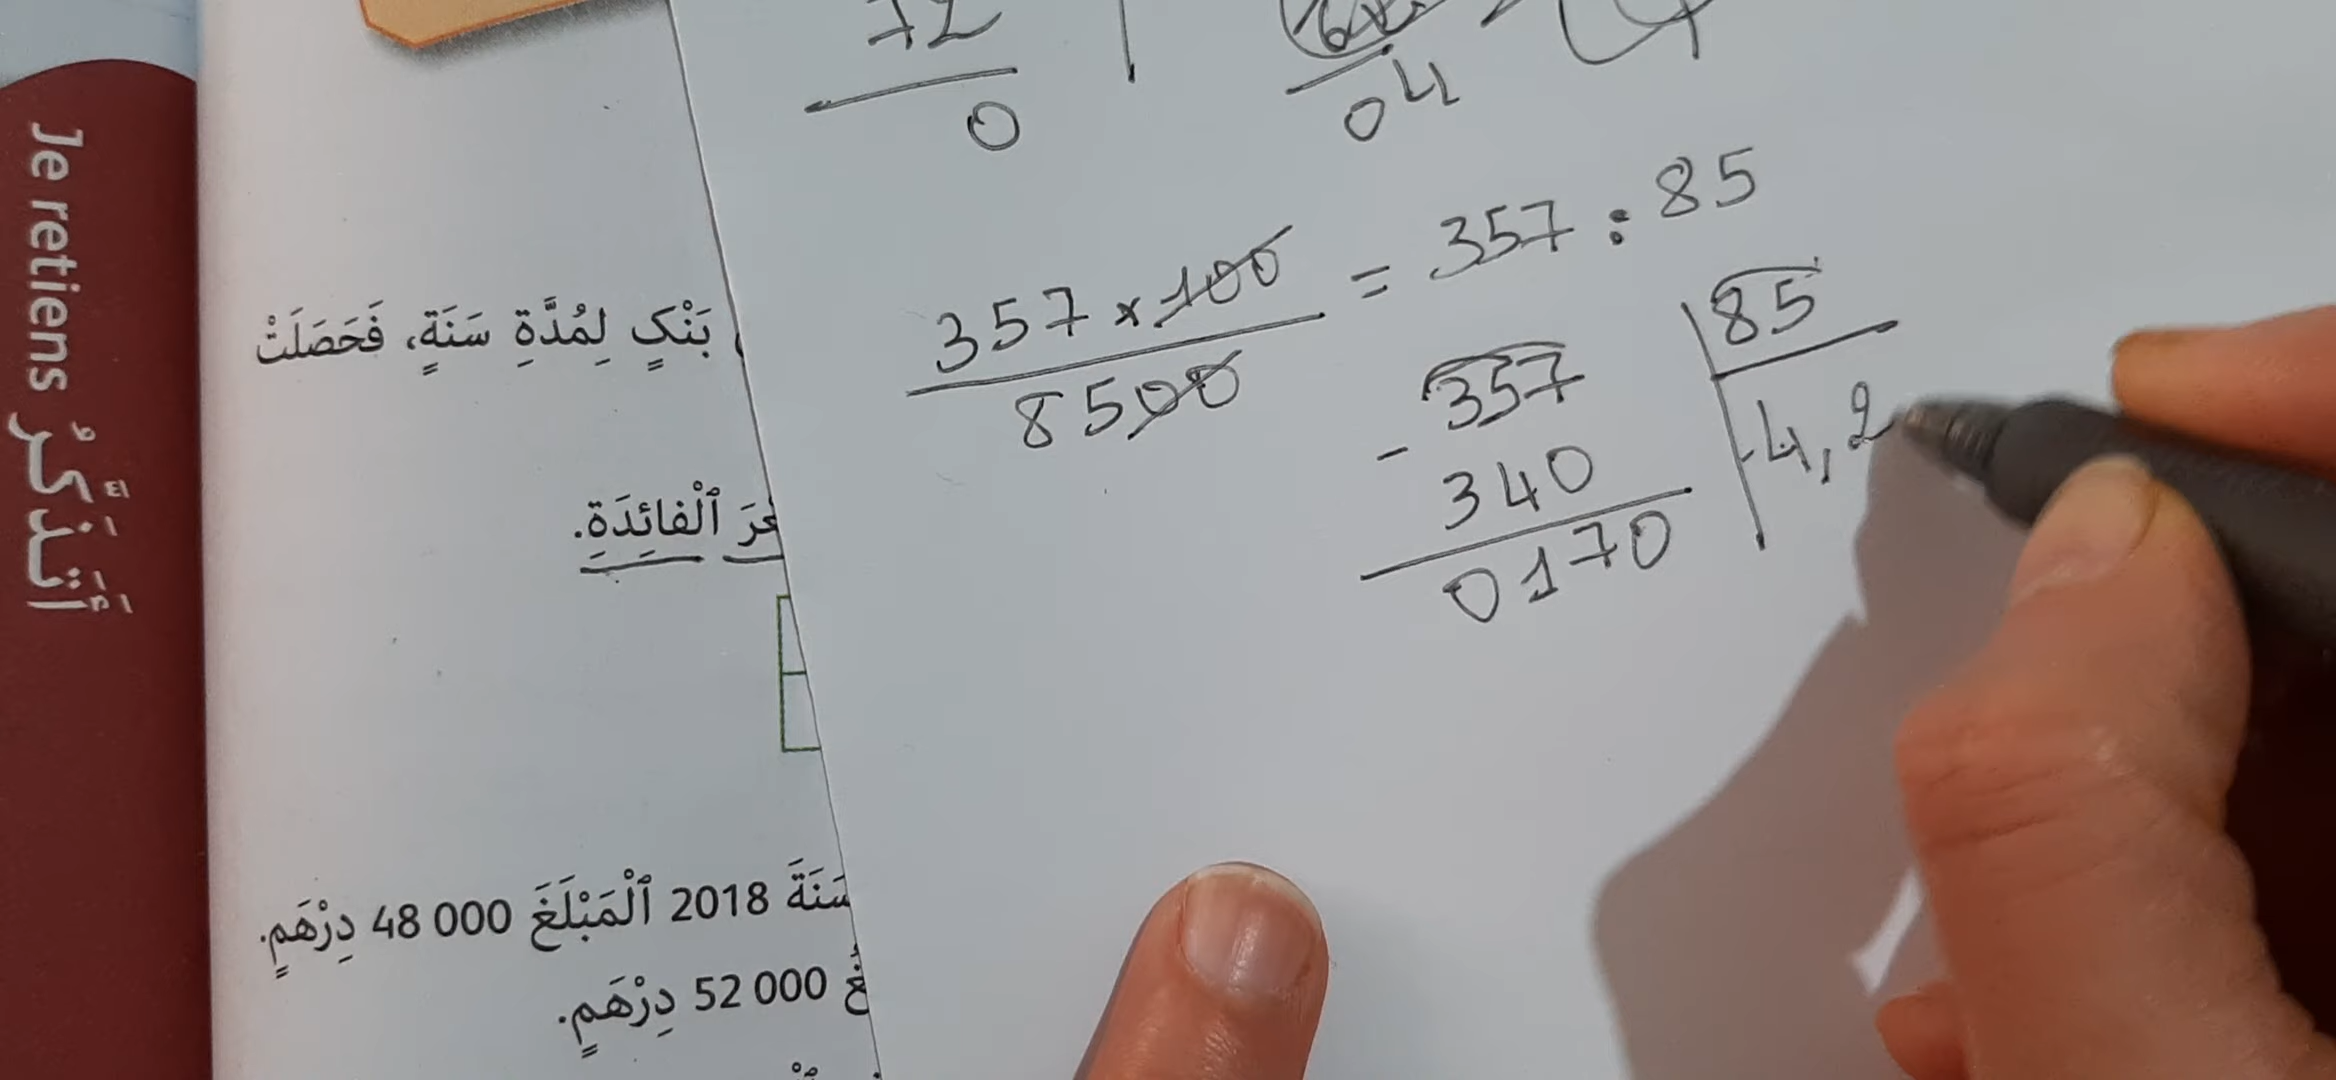 Je retiens أَتَذَكَّرُ
بَنْكٍ لِمُدَّةِ سَنَةٍ، فَحَصَلَتْ
ٱلْفائِدَةِ.
سَنَةَ 2018 ٱلْمَبْلَغَ 48 000 دِرْهَمٍ.
52 000 دِرْهَمٍ.
72
0
04
357 × 100 = 357 : 85
8500
357 85
- 340 4,2
0170